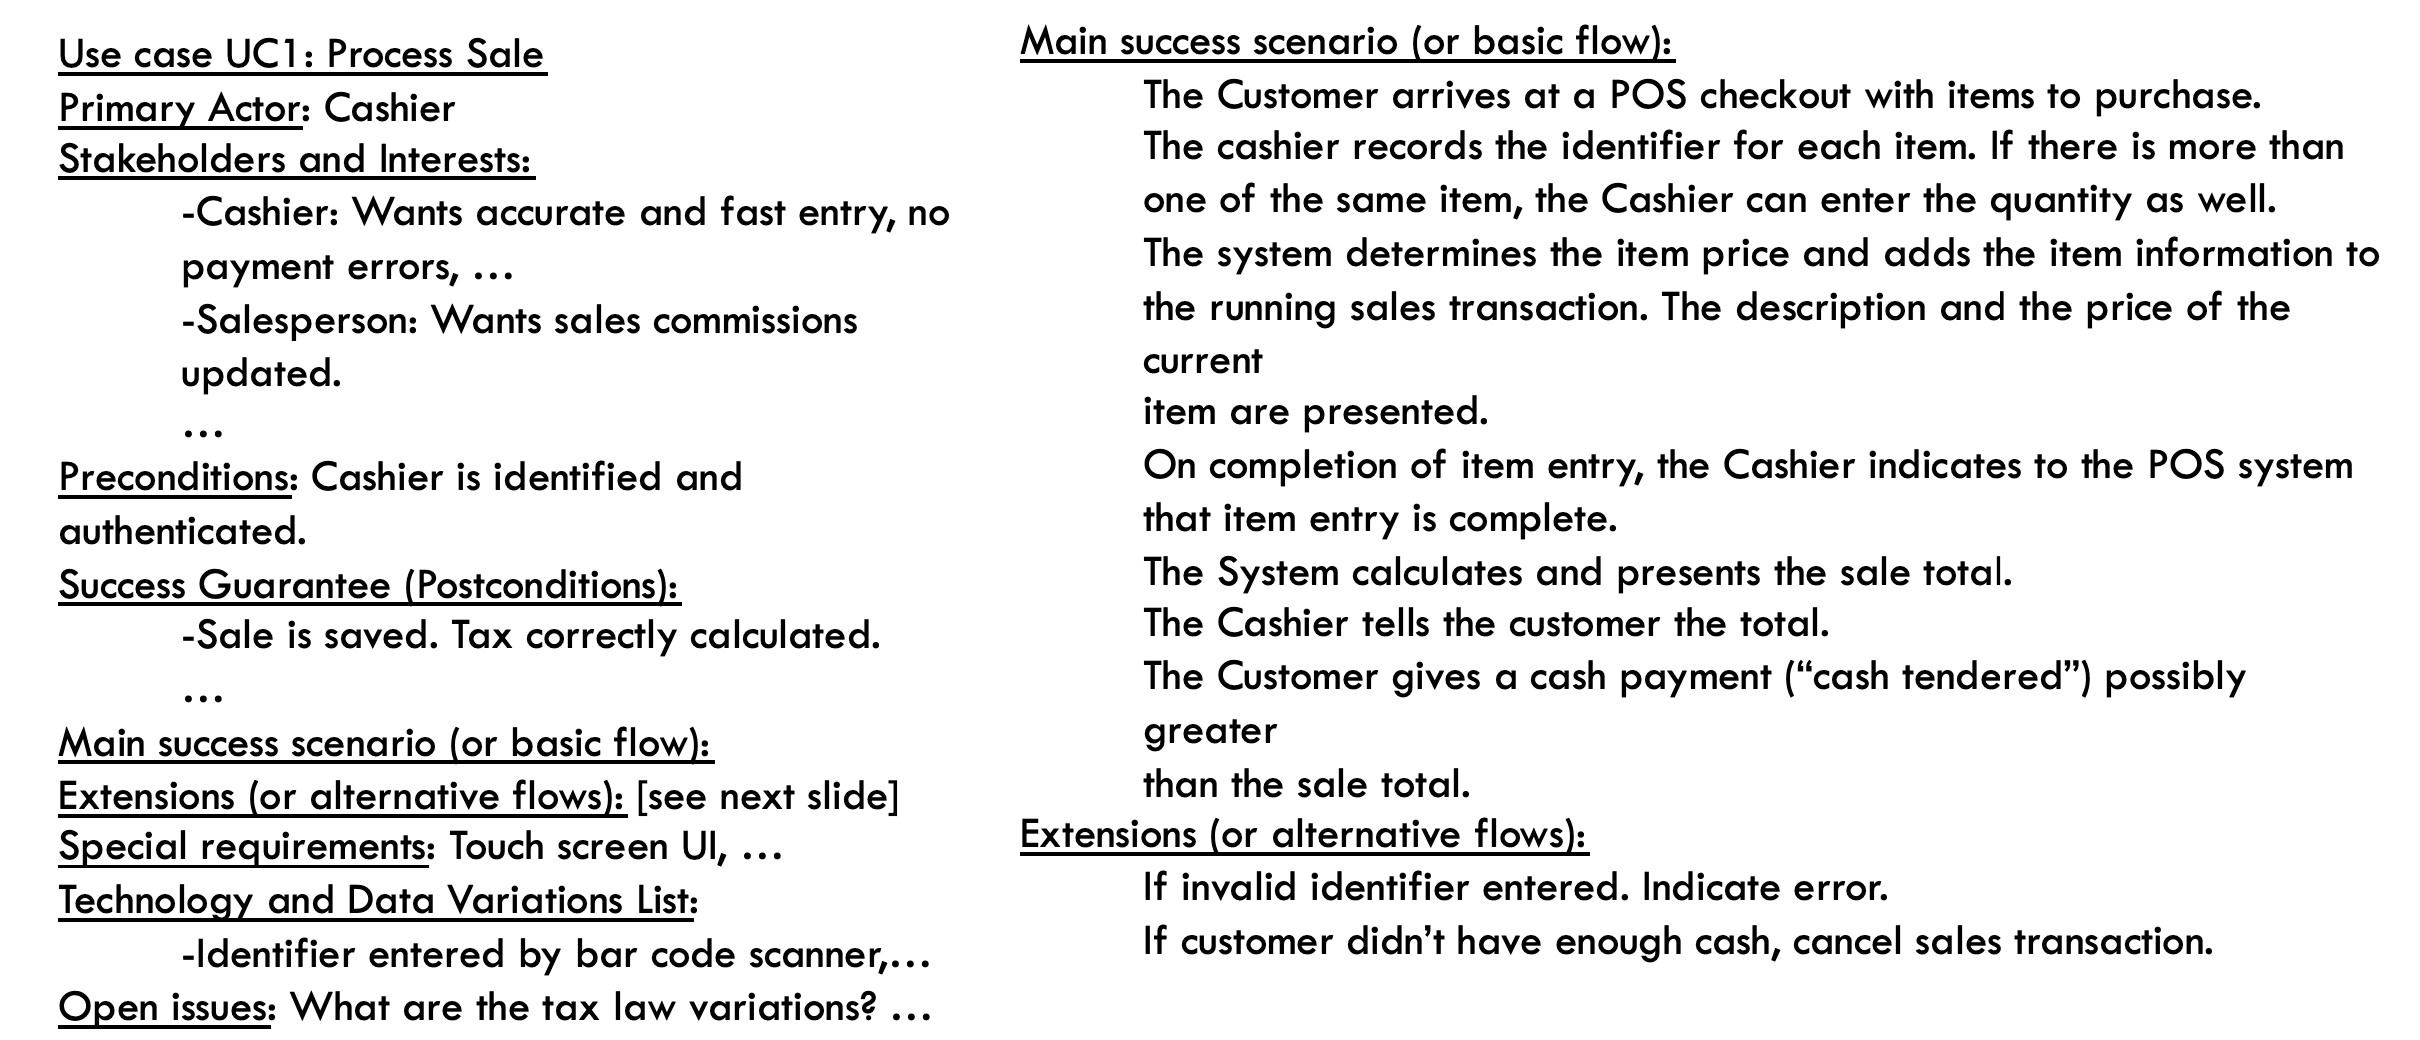 Use case UC1: Process Sale
Primary Actor: Cashier
Stakeholders and Interests:
-Cashier: Wants accurate and fast entry, no
payment errors, …
-Salesperson: Wants sales commissions
updated.
…
Preconditions: Cashier is identified and
authenticated.
Success Guarantee (Postconditions):
-Sale is saved. Tax correctly calculated.
…
Main success scenario (or basic flow):
Extensions (or alternative flows): [see next slide]
Special requirements: Touch screen UI, …
Technology and Data Variations List:
-Identifier entered by bar code scanner,…
Open issues: What are the tax law variations? …
Main success scenario (or basic flow):
The Customer arrives at a POS checkout with items to purchase.
The cashier records the identifier for each item. If there is more than
one of the same item, the Cashier can enter the quantity as well.
The system determines the item price and adds the item information to
the running sales transaction. The description and the price of the
current
item are presented.
On completion of item entry, the Cashier indicates to the POS system
that item entry is complete.
The System calculates and presents the sale total.
The Cashier tells the customer the total.
The Customer gives a cash payment (“cash tendered”) possibly
greater
than the sale total.
Extensions (or alternative flows):
If invalid identifier entered. Indicate error.
If customer didn’t have enough cash, cancel sales transaction.